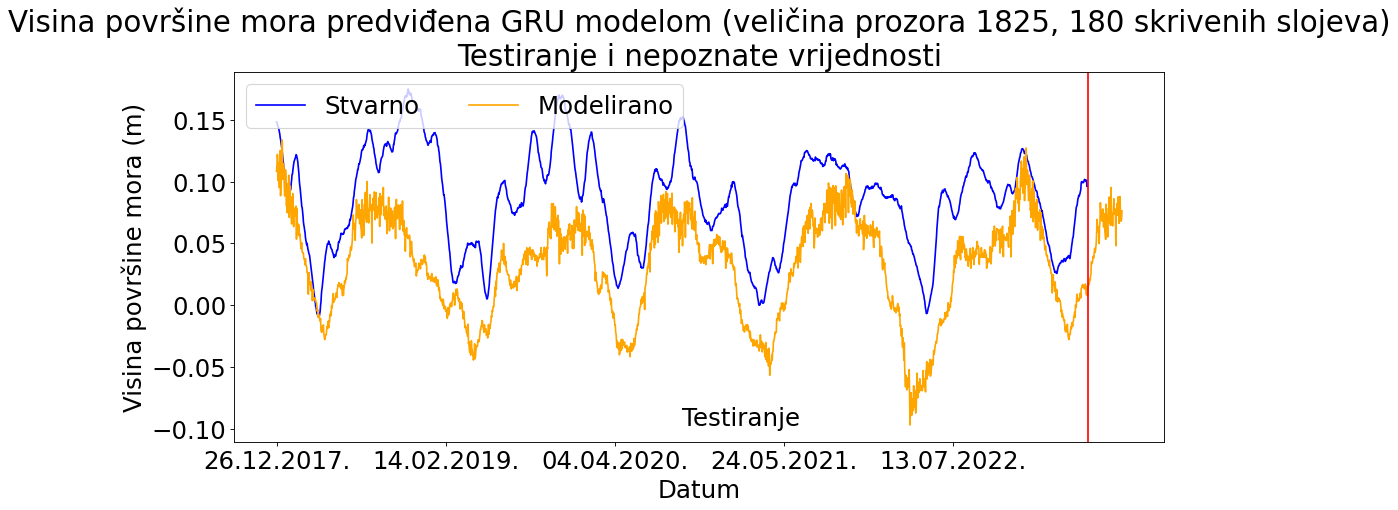 Visina površine mora predviđena GRU modelom (veličina prozora 1825, 180 skrivenih slojeva)
Testiranje i nepoznate vrijednosti
Stvarno
Modelirano
Visina površine mora (m)
0.15
0.10
0.05
0.00
−0.05
−0.10
Testiranje
26.12.2017.
14.02.2019.
04.04.2020.
24.05.2021.
13.07.2022.
Datum